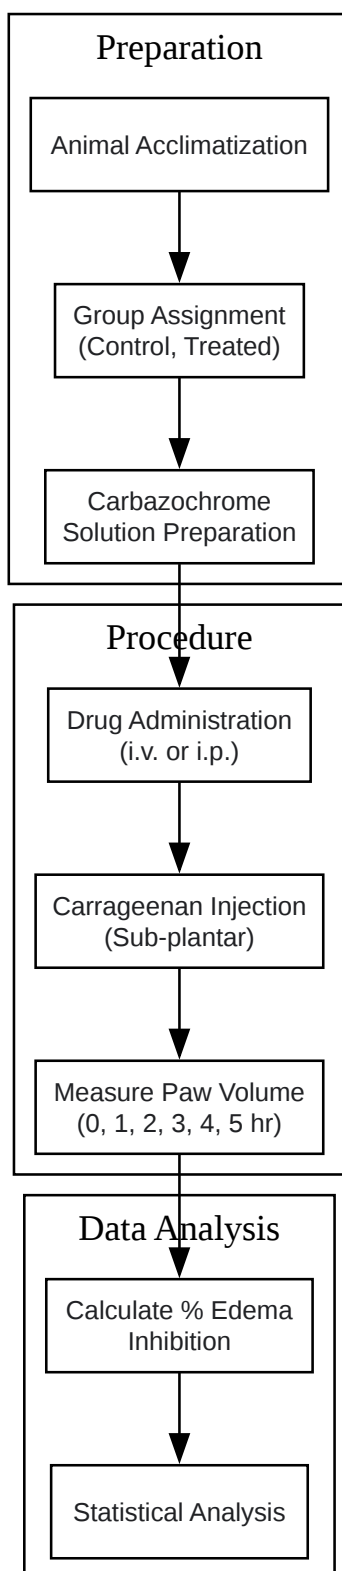 Preparation
Animal Acclimatization
Group Assignment
(Control, Treated)
Carbazochrome
Solution Preparation
Procedure
Drug Administration
(i.v. or i.p.)
Carrageenan Injection
(Sub-plantar)
Measure Paw Volume
(0, 1, 2, 3, 4, 5 hr)
Data Analysis
Calculate % Edema
Inhibition
Statistical Analysis